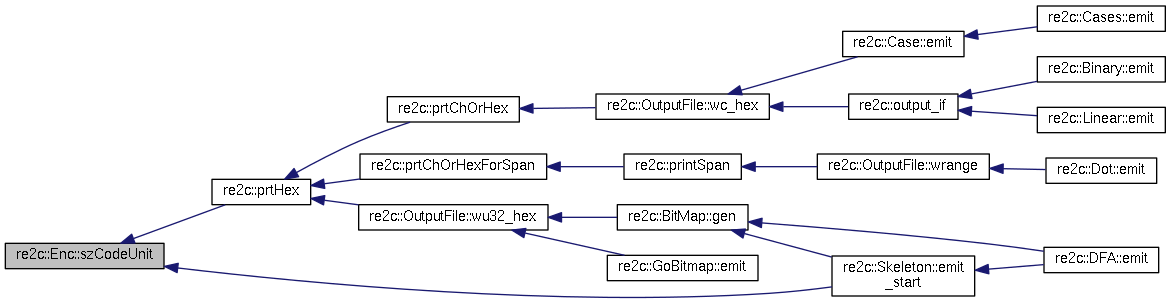 re2c::Enc::szCodeUnit
re2c::prtHex
re2c::prtChOrHex
re2c::OutputFile::wc_hex
re2c::Case::emit
re2c::Cases::emit
re2c::output_if
re2c::Binary::emit
re2c::Linear::emit
re2c::prtChOrHexForSpan
re2c::printSpan
re2c::OutputFile::wrange
re2c::Dot::emit
re2c::OutputFile::wu32_hex
re2c::BitMap::gen
re2c::GoBitmap::emit
re2c::Skeleton::emit
_start
re2c::DFA::emit